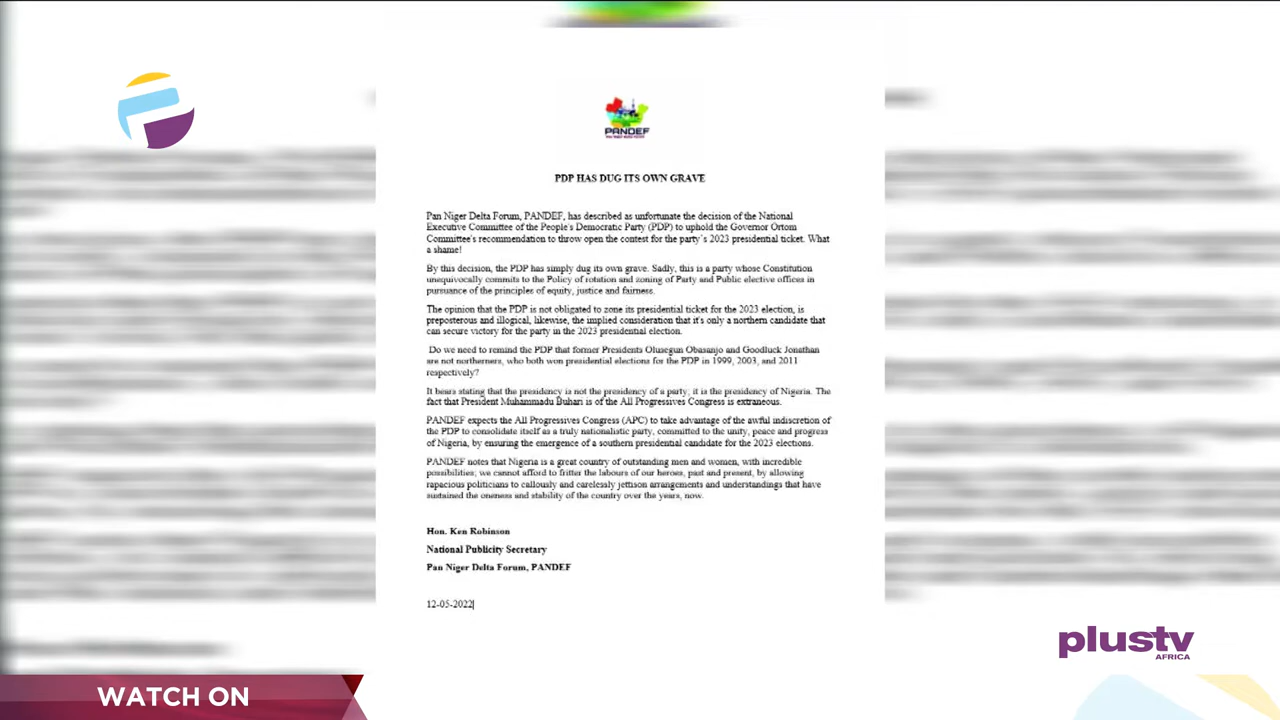 PANDEF
PDP HAS DUG ITS OWN GRAVE
Pan Niger Delta Forum, PANDEF, has described as unfortunate the decision of the National
Executive Committee of the People's Democratic Party (PDP) to uphold the Governor Ortom
Committee's recommendation to throw open the contest for the party's 2023 presidential ticket. What
a shame!
By this decision, the PDP has simply dug its own grave. Sadly, this is a party whose Constitution
unequivocally commits to the Policy of rotation and zoning of Party and Public elective offices in
pursuance of the principles of equity, justice and fairness.
The opinion that the PDP is not obligated to zone its presidential ticket for the 2023 election, is
preposterous and illogical, likewise, the implied consideration that it's only a northern candidate that
can secure victory for the party in the 2023 presidential election.
Do we need to remind the PDP that former Presidents Olusegun Obasanjo and Goodluck Jonathan
are not northerners, who both won presidential elections for the PDP in 1999, 2003, and 2011
respectively?
It bears stating that the presidency is not the presidency of a party; it is the presidency of Nigeria. The
fact that President Muhammadu Buhari is of the All Progressives Congress is extraneous.
PANDEF expects the All Progressives Congress (APC) to take advantage of the awful indiscretion of
the PDP to consolidate itself as a truly nationalistic party, committed to the unity, peace and progress
of Nigeria, by ensuring the emergence of a southern presidential candidate for the 2023 elections.
PANDEF notes that Nigeria is a great country of outstanding men and women, with incredible
possibilities; we cannot afford to fritter the labours of our heroes, past and present, by allowing
rapacious politicians to callously and carelessly jettison arrangements and understandings that have
sustained the oneness and stability of the country over the years, now.
Hon. Ken Robinson
National Publicity Secretary
Pan Niger Delta Forum, PANDEF
12-05-2022
plustv
AFRICA
WATCH ON